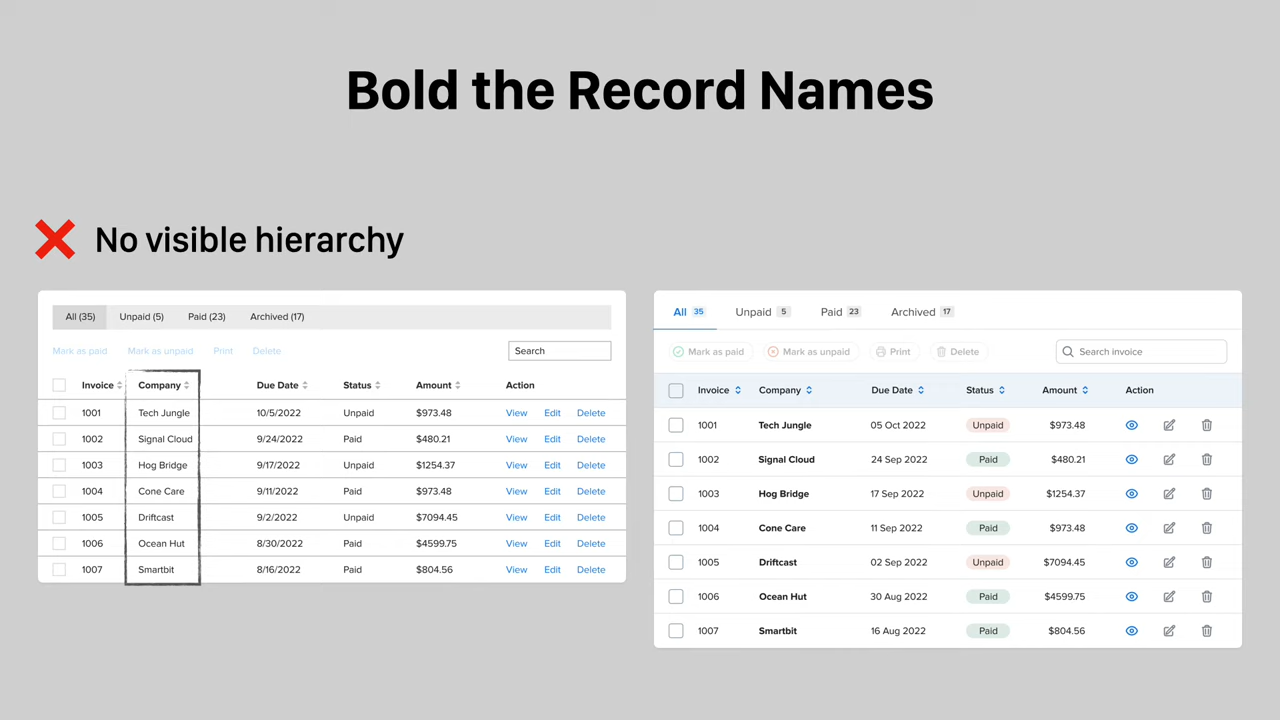 Bold the Record Names
No visible hierarchy
All (35) Unpaid (5) Paid (23) Archived (17)
Mark as paid Mark as unpaid Print Delete Search
Invoice Company Due Date Status Amount Action
1001 Tech Jungle 10/5/2022 Unpaid $973.48 View Edit Delete
1002 Signal Cloud 9/24/2022 Paid $480.21 View Edit Delete
1003 Hog Bridge 9/17/2022 Unpaid $1254.37 View Edit Delete
1004 Cone Care 9/11/2022 Paid $973.48 View Edit Delete
1005 Driftcast 9/2/2022 Unpaid $7094.45 View Edit Delete
1006 Ocean Hut 8/30/2022 Paid $4599.75 View Edit Delete
1007 Smartbit 8/16/2022 Paid $804.56 View Edit Delete
All 35 Unpaid 5 Paid 23 Archived 17
Mark as paid Mark as unpaid Print Delete Search invoice
Invoice Company Due Date Status Amount Action
1001 Tech Jungle 05 Oct 2022 Unpaid $973.48
1002 Signal Cloud 24 Sep 2022 Paid $480.21
1003 Hog Bridge 17 Sep 2022 Unpaid $1254.37
1004 Cone Care 11 Sep 2022 Paid $973.48
1005 Driftcast 02 Sep 2022 Unpaid $7094.45
1006 Ocean Hut 30 Aug 2022 Paid $4599.75
1007 Smartbit 16 Aug 2022 Paid $804.56